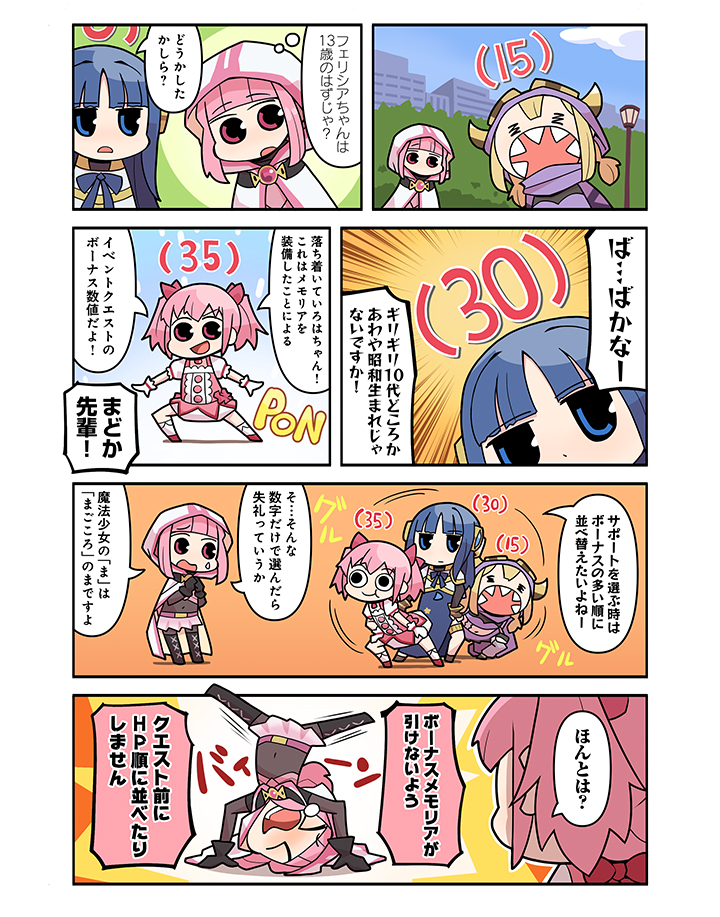 (15)
フェリシアちゃんは
13歳のはずじゃ?
どうかした
かしら?
ば…ばかな!
(30)
ギリギリ10代どころか
あわや昭和生まれじゃ
ないですか!
落ち着いていろはちゃん!
これはメモリアを
装備したことによる
(35)
イベントクエストの
ボーナス数値だよ!
PON
まどか
先輩!
サポートを選ぶ時は
ボーナスの多い順に
並べ替えたいよねー
(15)
(30)
(35)
グル
グル
そ…そんな
数字だけで選んだら
失礼っていうか
魔法少女の「ま」は
「まごころ」のまですよ
ほんとは?
ボーナスメモリアが
引けないよう
バィーン
クエスト前に
HP順に並べたり
しません